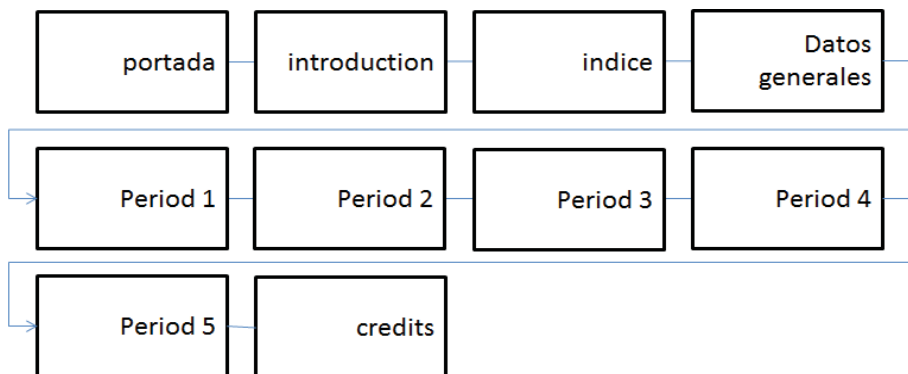 portada
introduction
indice
Datos
generales
Period 1
Period 2
Period 3
Period 4
Period 5
credits